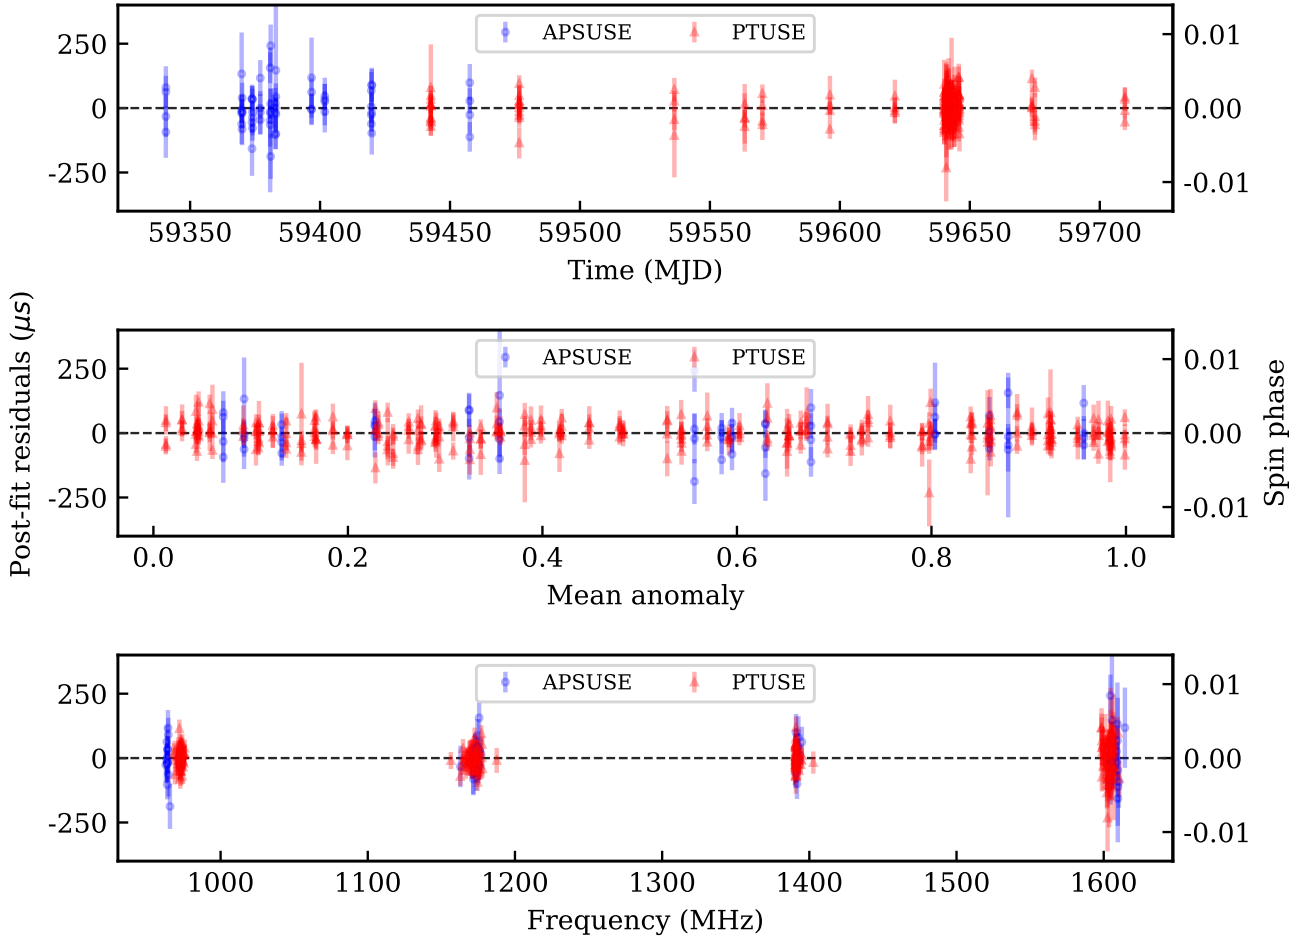 APSUSE PTUSE
250
0
-250
0.01
0.00
-0.01
59350 59400 59450 59500 59550 59600 59650 59700
Time (MJD)
Post-fit residuals (μs)
APSUSE PTUSE
250
0
-250
0.01
0.00
-0.01
Spin phase
0.0 0.2 0.4 0.6 0.8 1.0
Mean anomaly
APSUSE PTUSE
250
0
-250
0.01
0.00
-0.01
1000 1100 1200 1300 1400 1500 1600
Frequency (MHz)